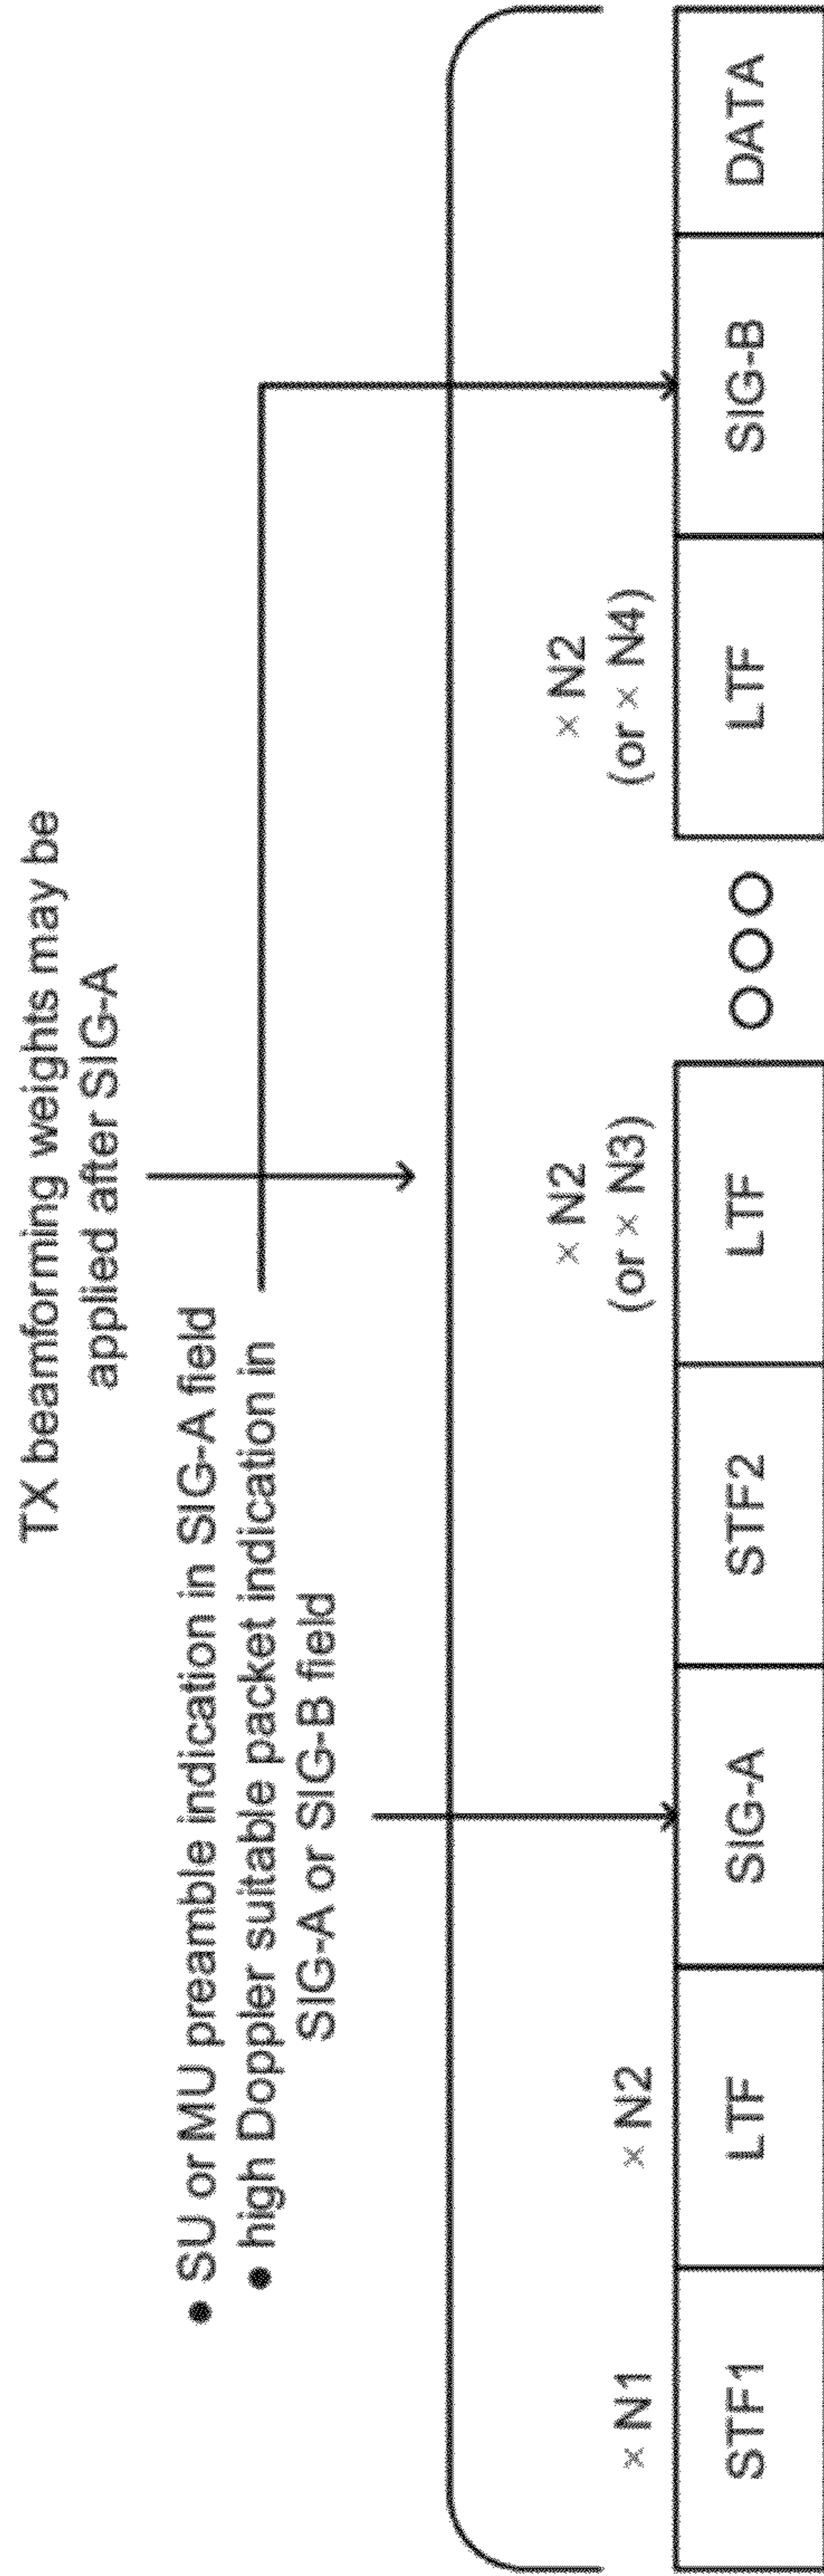 TX beamforming weights may be
applied after SIG-A
• SU or MU preamble indication in SIG-A field
• high Doppler suitable packet indication in
SIG-A or SIG-B field
× N1
× N2
× N2
(or × N3)
× N2
(or × N4)
STF1
LTF
SIG-A
STF2
LTF
LTF
SIG-B
DATA